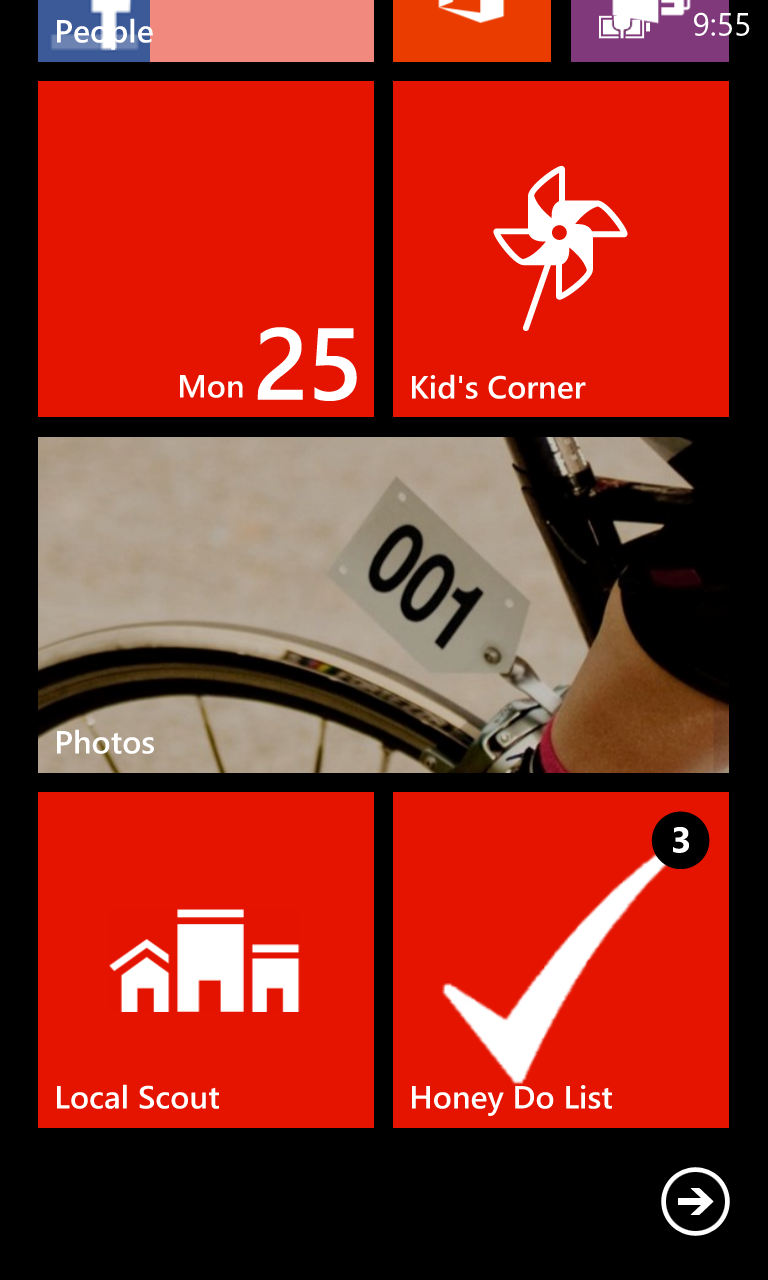 People
9:55
Mon 25
Kid's Corner
001
Photos
3
Local Scout
Honey Do List